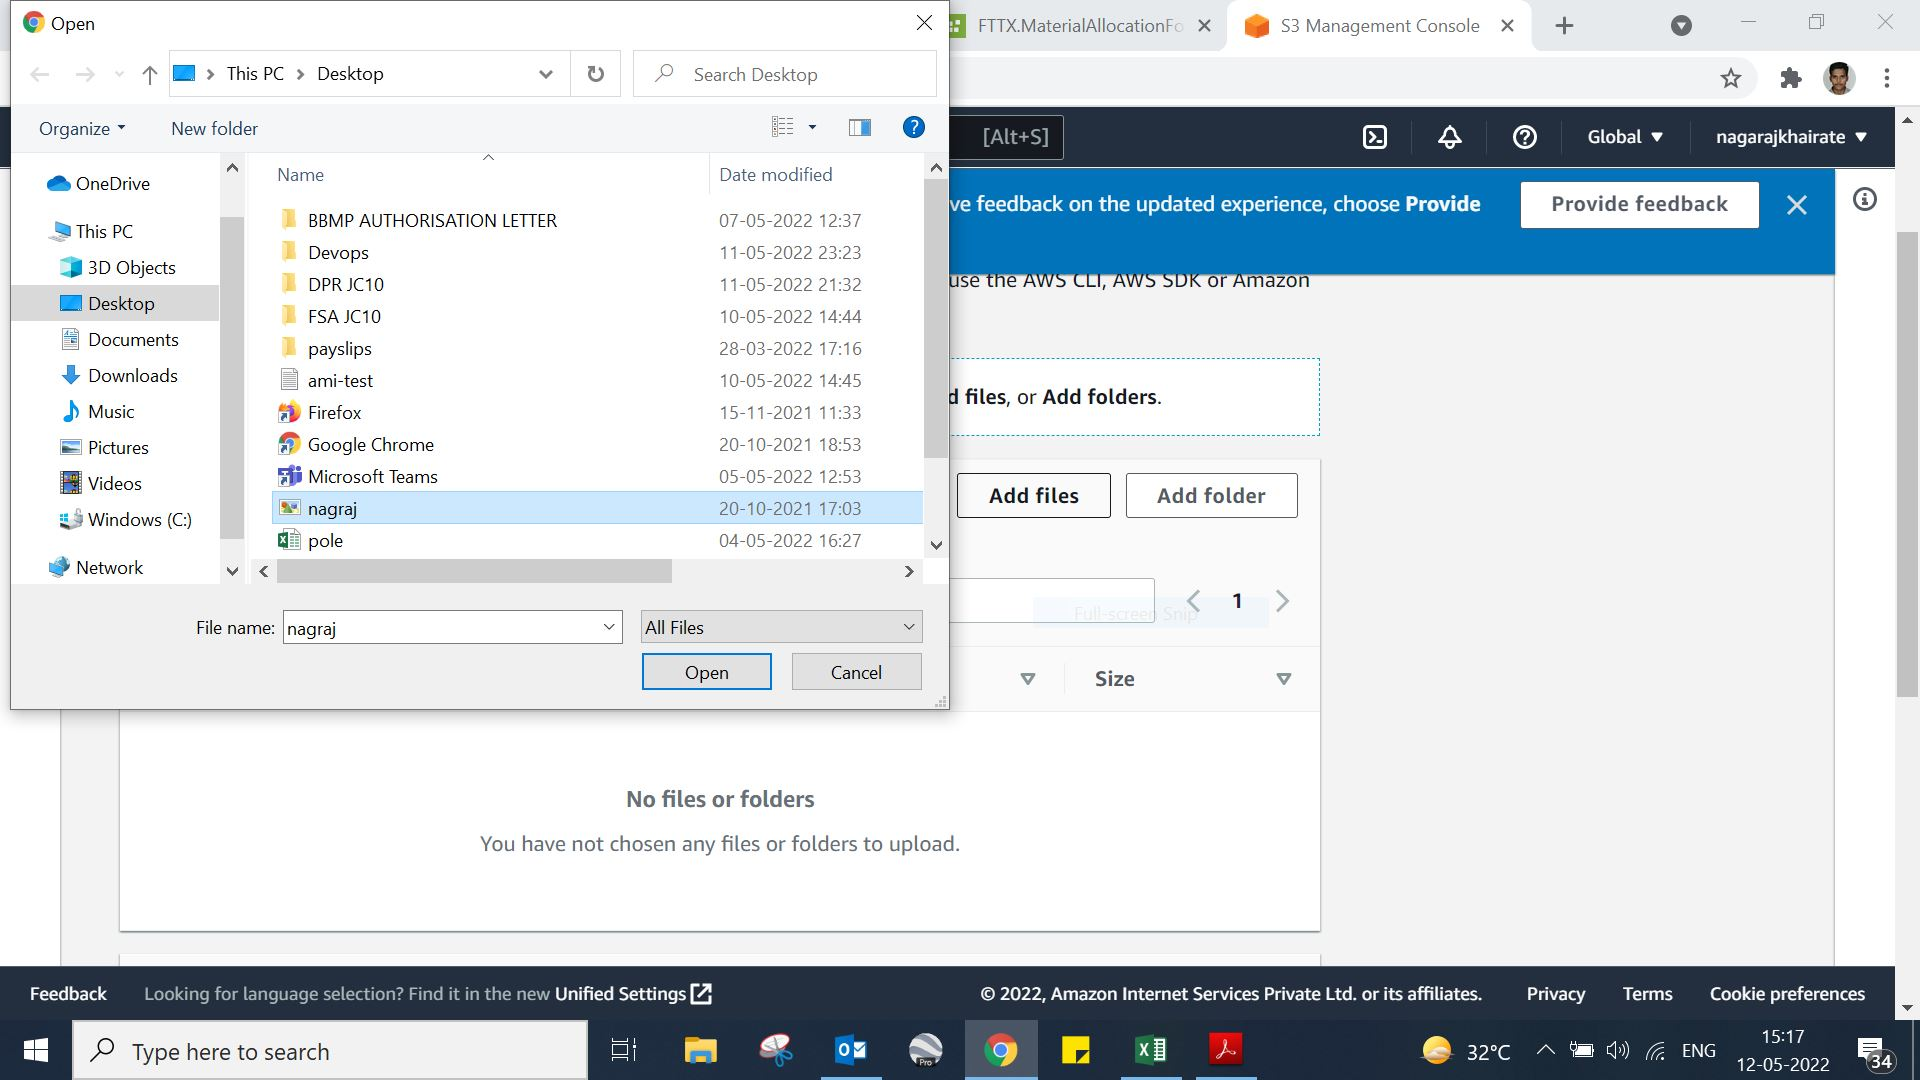 Open
FTTX.MaterialAllocationFo
S3 Management Console
This PC
Desktop
Search Desktop
Organize
New folder
[Alt+S]
Global
nagarajkhairate
Name
Date modified
OneDrive
This PC
3D Objects
Desktop
Documents
Downloads
Music
Pictures
Videos
Windows (C:)
Network
BBMP AUTHORISATION LETTER 07-05-2022 12:37
Devops 11-05-2022 23:23
DPR JC10 11-05-2022 21:32
FSA JC10 10-05-2022 14:44
payslips 28-03-2022 17:16
ami-test 10-05-2022 14:45
Firefox 15-11-2021 11:33
Google Chrome 20-10-2021 18:53
Microsoft Teams 05-05-2022 12:53
nagraj 20-10-2021 17:03
pole 04-05-2022 16:27
File name: nagraj
All Files
Open
Cancel
ve feedback on the updated experience, choose Provide
Provide feedback
use the AWS CLI, AWS SDK or Amazon
d files, or Add folders.
Add files
Add folder
1
Full-screen Snip
Size
No files or folders
You have not chosen any files or folders to upload.
Feedback
Looking for language selection? Find it in the new Unified Settings
© 2022, Amazon Internet Services Private Ltd. or its affiliates.
Privacy
Terms
Cookie preferences
Type here to search
Pro
32°C
ENG
15:17
12-05-2022
34